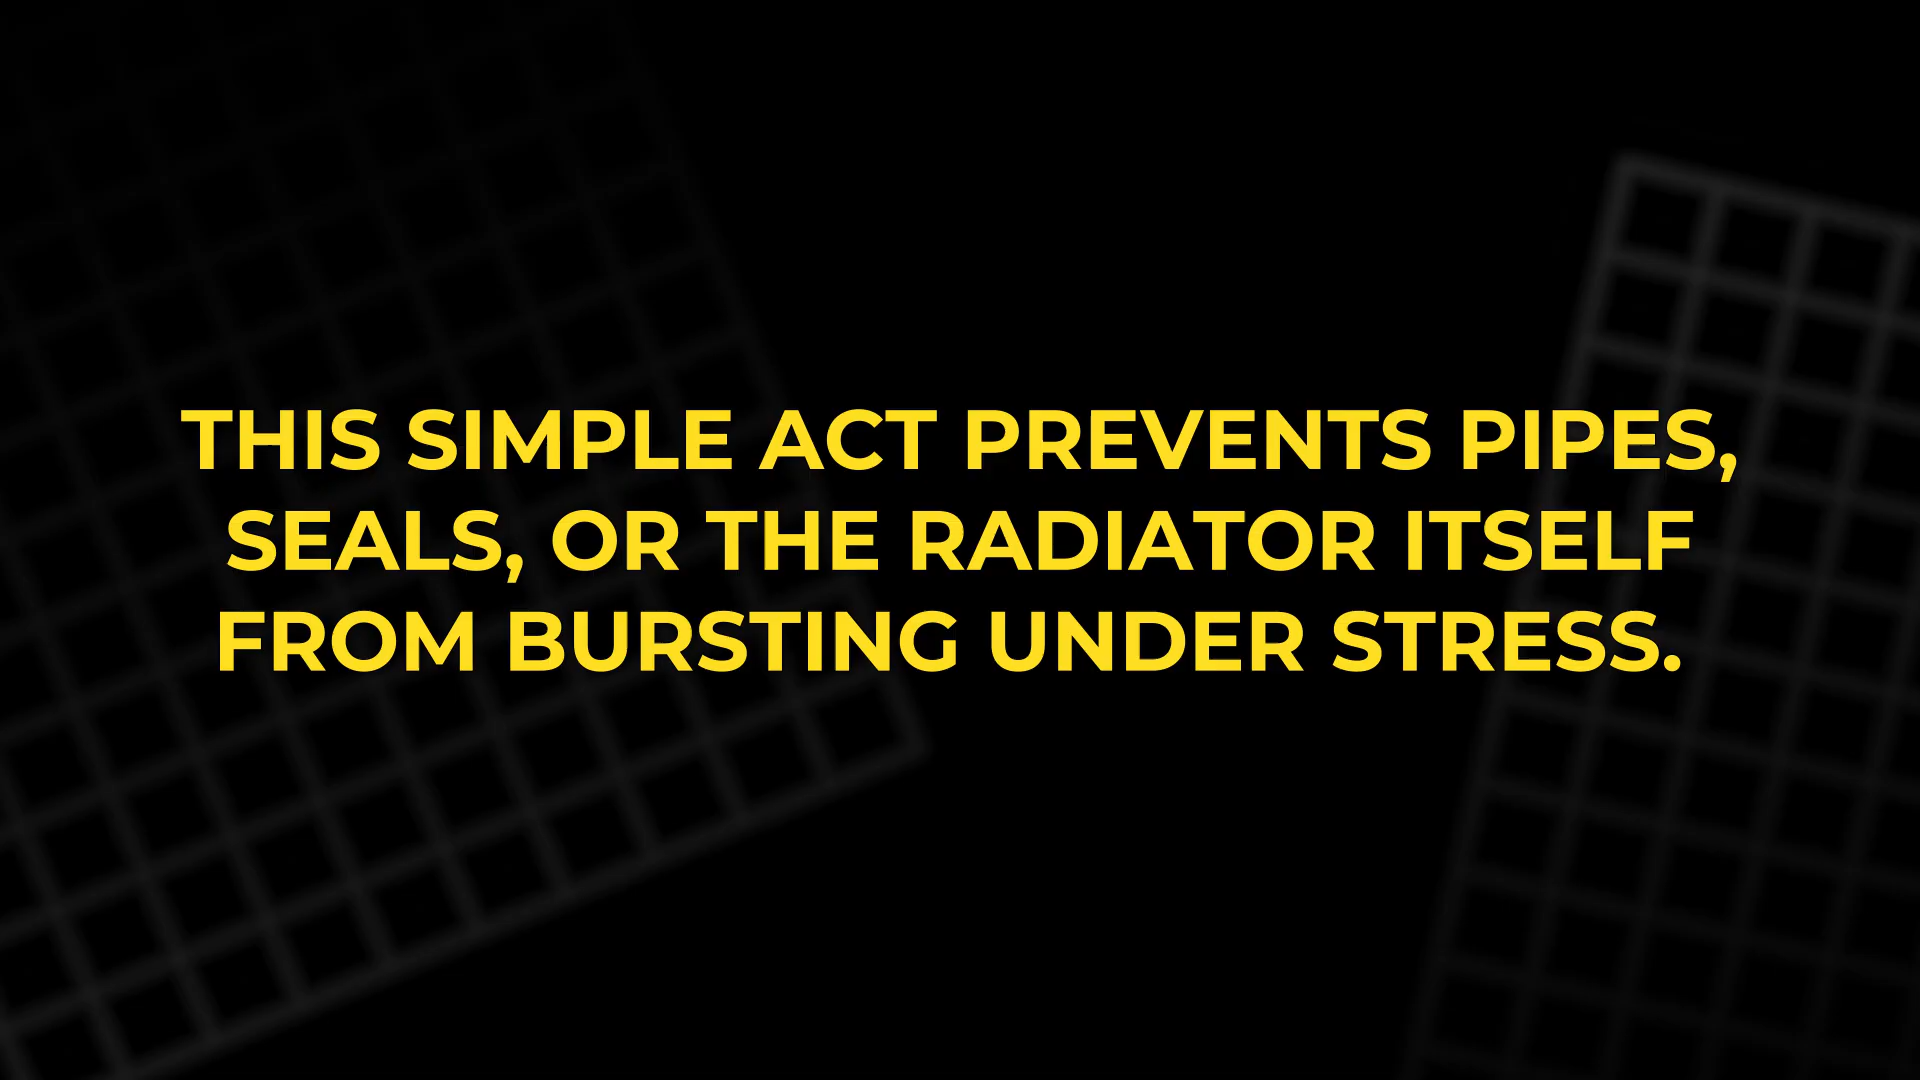 THIS SIMPLE ACT PREVENTS PIPES,
SEALS, OR THE RADIATOR ITSELF
FROM BURSTING UNDER STRESS.